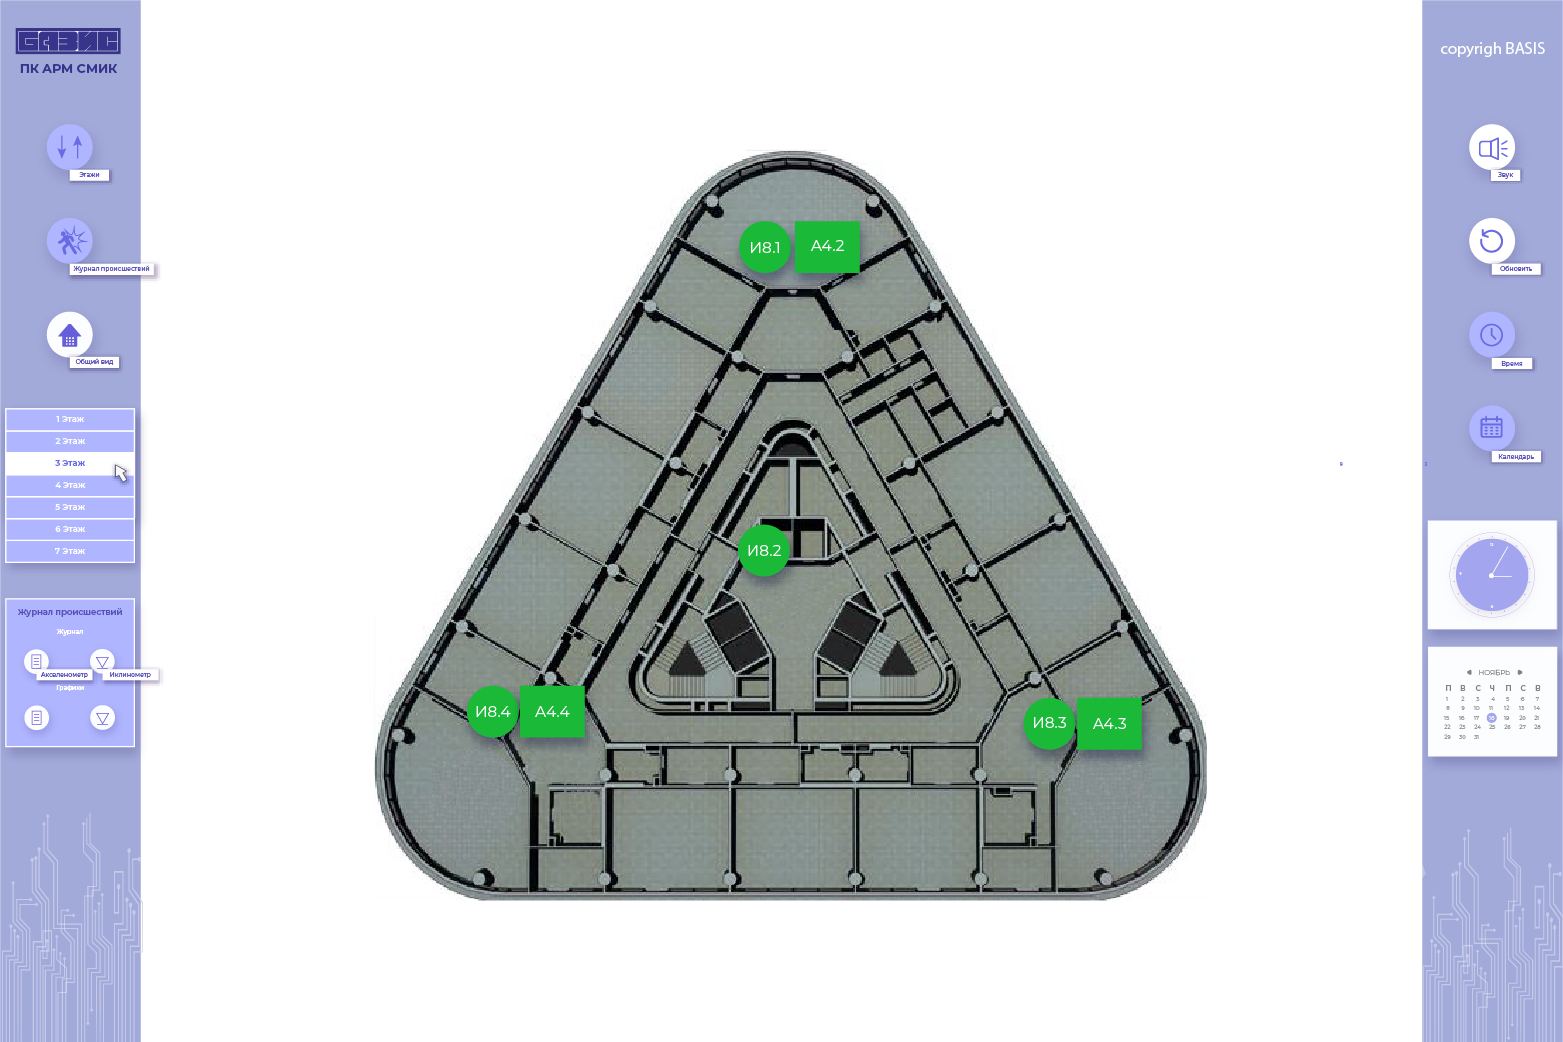 БАЗИС
ПК АРМ СМИК
Этажи
Журнал происшествий
Общий вид
1 Этаж
2 Этаж
3 Этаж
4 Этаж
5 Этаж
6 Этаж
7 Этаж
Журнал происшествий
Журнал
Акселенометр
Иклинометр
Графики
И8.1
А4.2
И8.2
И8.4
А4.4
И8.3
А4.3
copyrigh BASIS
Звук
Обновить
Время
Календарь
НОЯБРЬ
П В С Ч П С В
1 2 3 4 5 6 7
8 9 10 11 12 13 14
15 16 17 18 19 20 21
22 23 24 25 26 27 28
29 30 31